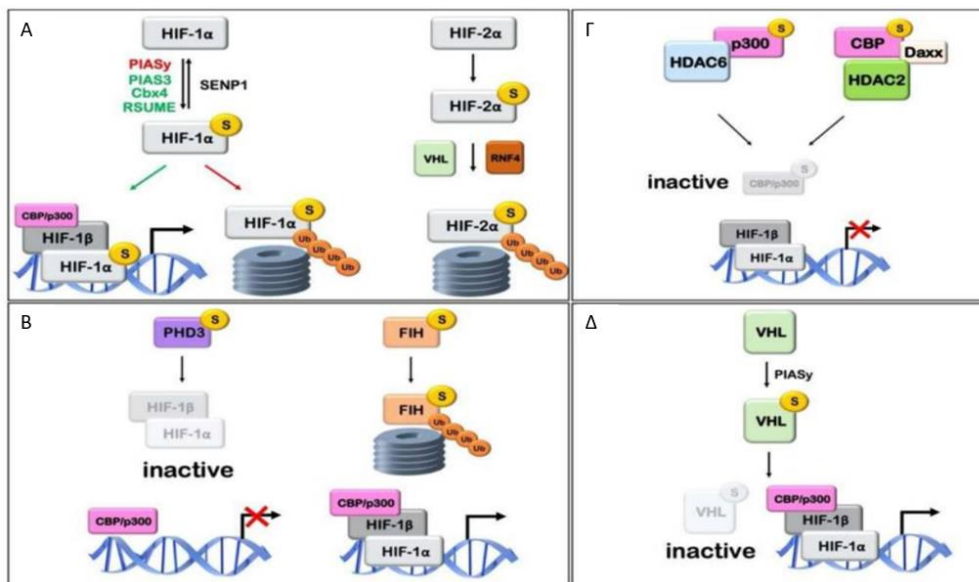 Α
HIF-1α
PIASy
PIAS3
Cbx4
RSUME
SENP1
S
HIF-1α
CBP/p300
HIF-1β
S
HIF-1α
S
HIF-1α
Ub
Ub
Ub
Ub
HIF-2α
S
HIF-2α
VHL
RNF4
S
HIF-2α
Ub
Ub
Ub
Ub
Γ
S
p300
HDAC6
S
CBP
Daxx
HDAC2
inactive
S
CBP/p300
HIF-1β
HIF-1α
Β
S
PHD3
HIF-1β
HIF-1α
inactive
CBP/p300
S
FIH
S
FIH
Ub
Ub
Ub
Ub
CBP/p300
HIF-1β
HIF-1α
Δ
VHL
PIASy
S
VHL
S
VHL
inactive
CBP/p300
HIF-1β
HIF-1α